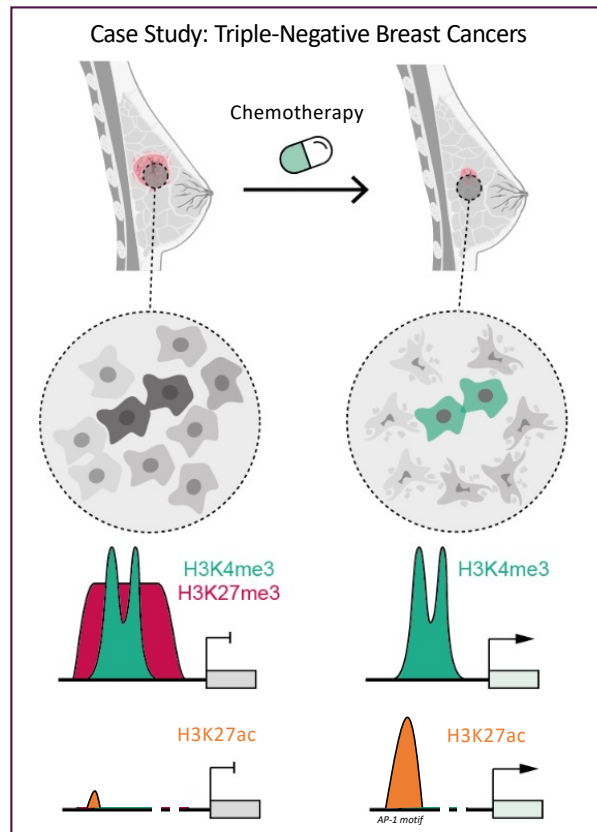 Case Study: Triple-Negative Breast Cancers
Chemotherapy
H3K4me3
H3K27me3
H3K4me3
H3K27ac
H3K27ac
AP-1 motif